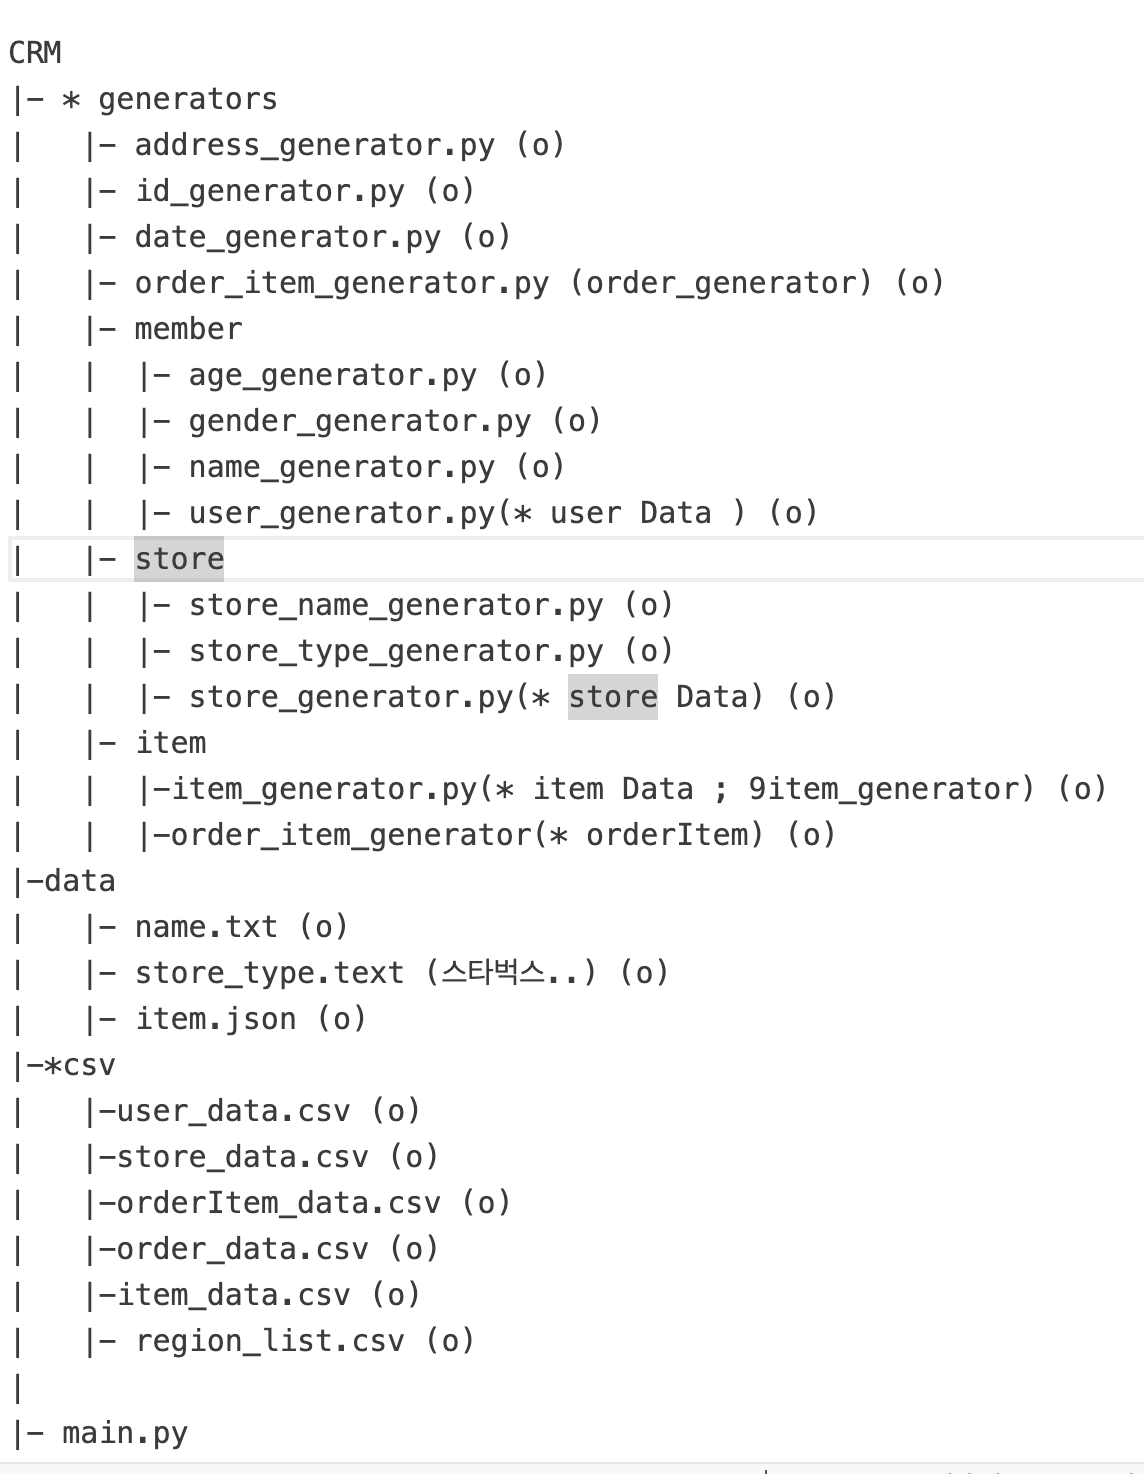 CRM
|- * generators
|   |- address_generator.py (o)
|   |- id_generator.py (o)
|   |- date_generator.py (o)
|   |- order_item_generator.py (order_generator) (o)
|   |- member
|   |  |- age_generator.py (o)
|   |  |- gender_generator.py (o)
|   |  |- name_generator.py (o)
|   |  |- user_generator.py(* user Data ) (o)
|   |- store
|   |  |- store_name_generator.py (o)
|   |  |- store_type_generator.py (o)
|   |  |- store_generator.py(* store Data) (o)
|   |- item
|   |  |-item_generator.py(* item Data ; 9item_generator) (o)
|   |  |-order_item_generator(* orderItem) (o)
|-data
|   |- name.txt (o)
|   |- store_type.text (스타벅스..) (o)
|   |- item.json (o)
|-*csv
|   |-user_data.csv (o)
|   |-store_data.csv (o)
|   |-orderItem_data.csv (o)
|   |-order_data.csv (o)
|   |-item_data.csv (o)
|   |- region_list.csv (o)
|
|- main.py